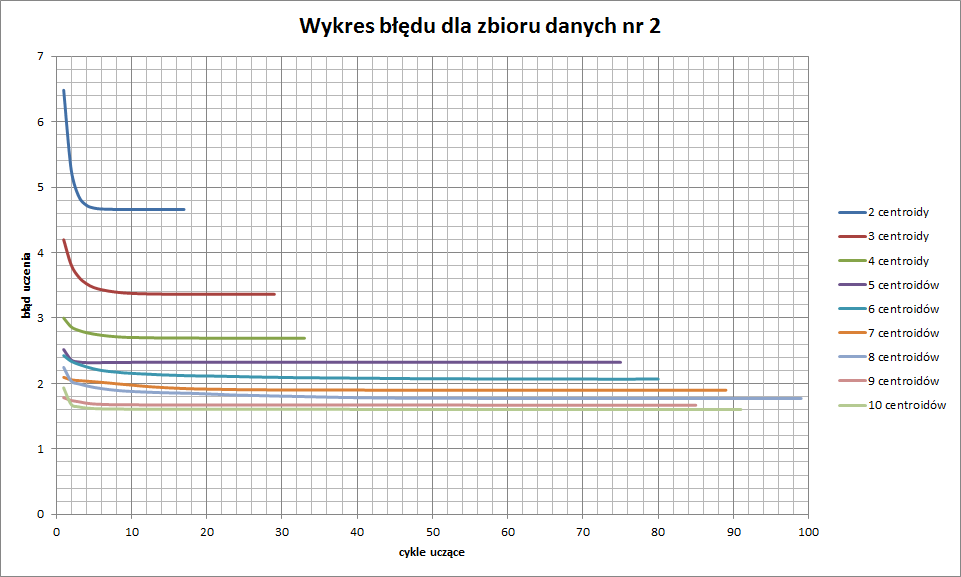 Wykres błędu dla zbioru danych nr 2
7
6
5
4
3
2
1
0
błąd uczenia
0 10 20 30 40 50 60 70 80 90 100
cykle uczące
2 centroidy
3 centroidy
4 centroidy
5 centroidów
6 centroidów
7 centroidów
8 centroidów
9 centroidów
10 centroidów